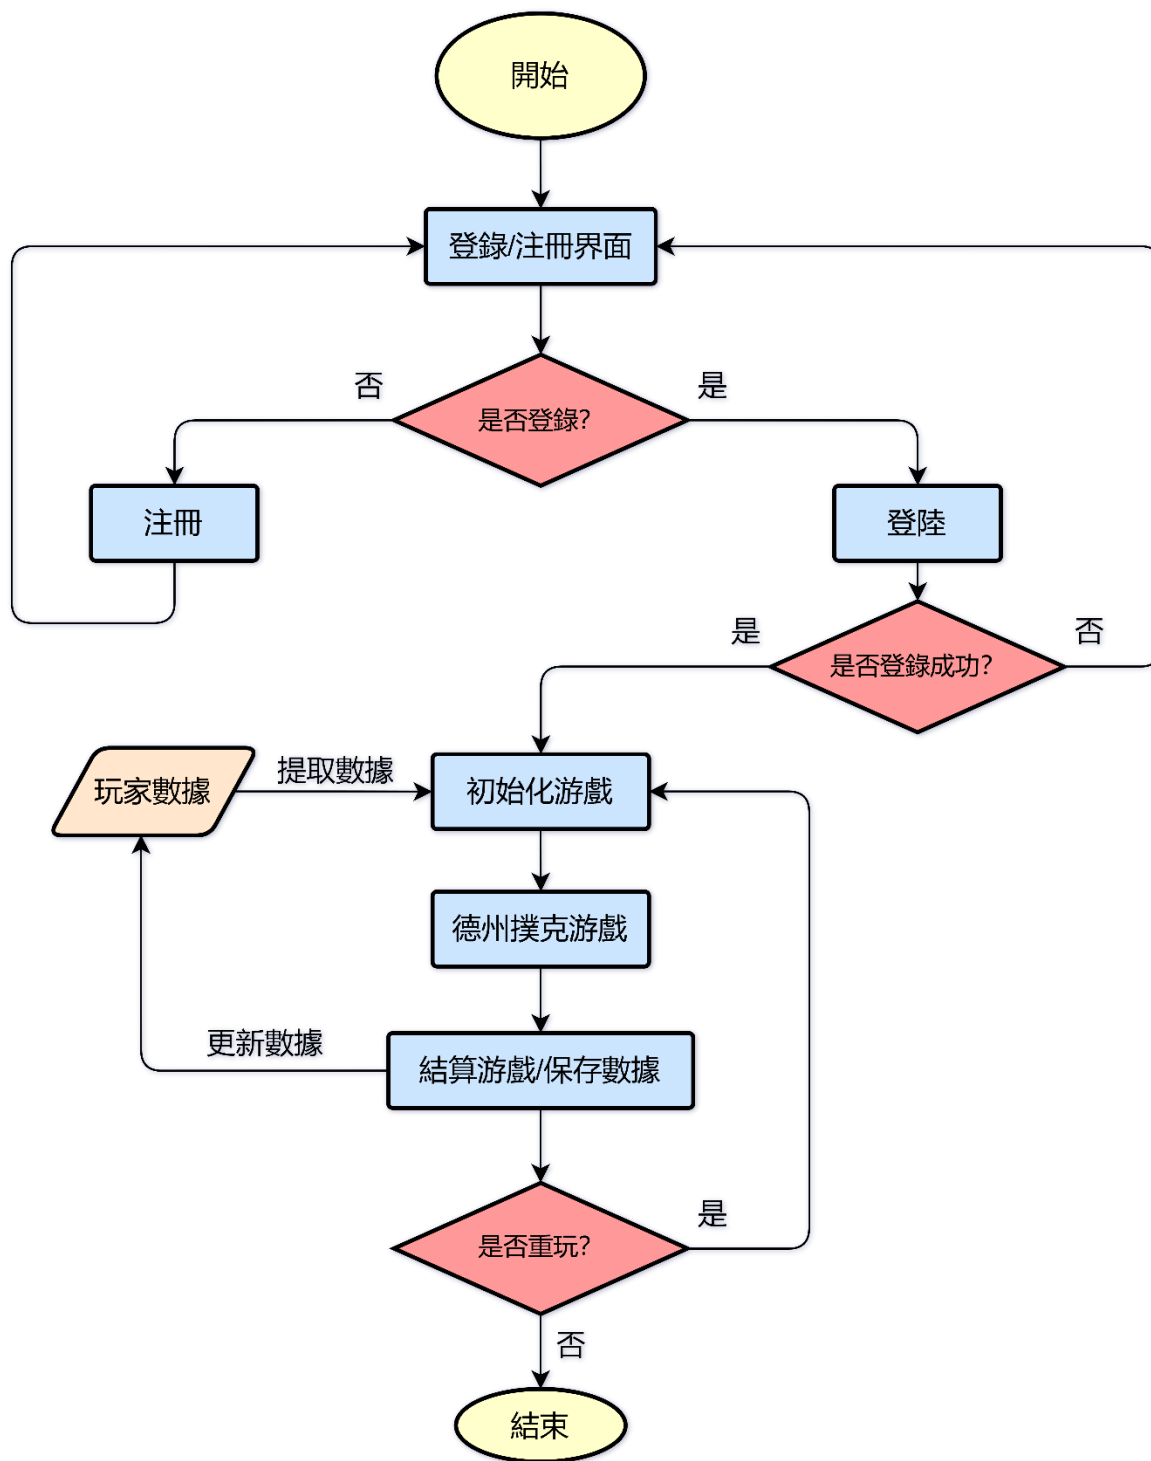 開始
登錄/注冊界面
否
是
是否登錄?
注冊
登陸
是
否
是否登錄成功?
玩家數據
提取數據
初始化游戲
德州撲克游戲
更新數據
結算游戲/保存數據
是
是否重玩?
否
結束